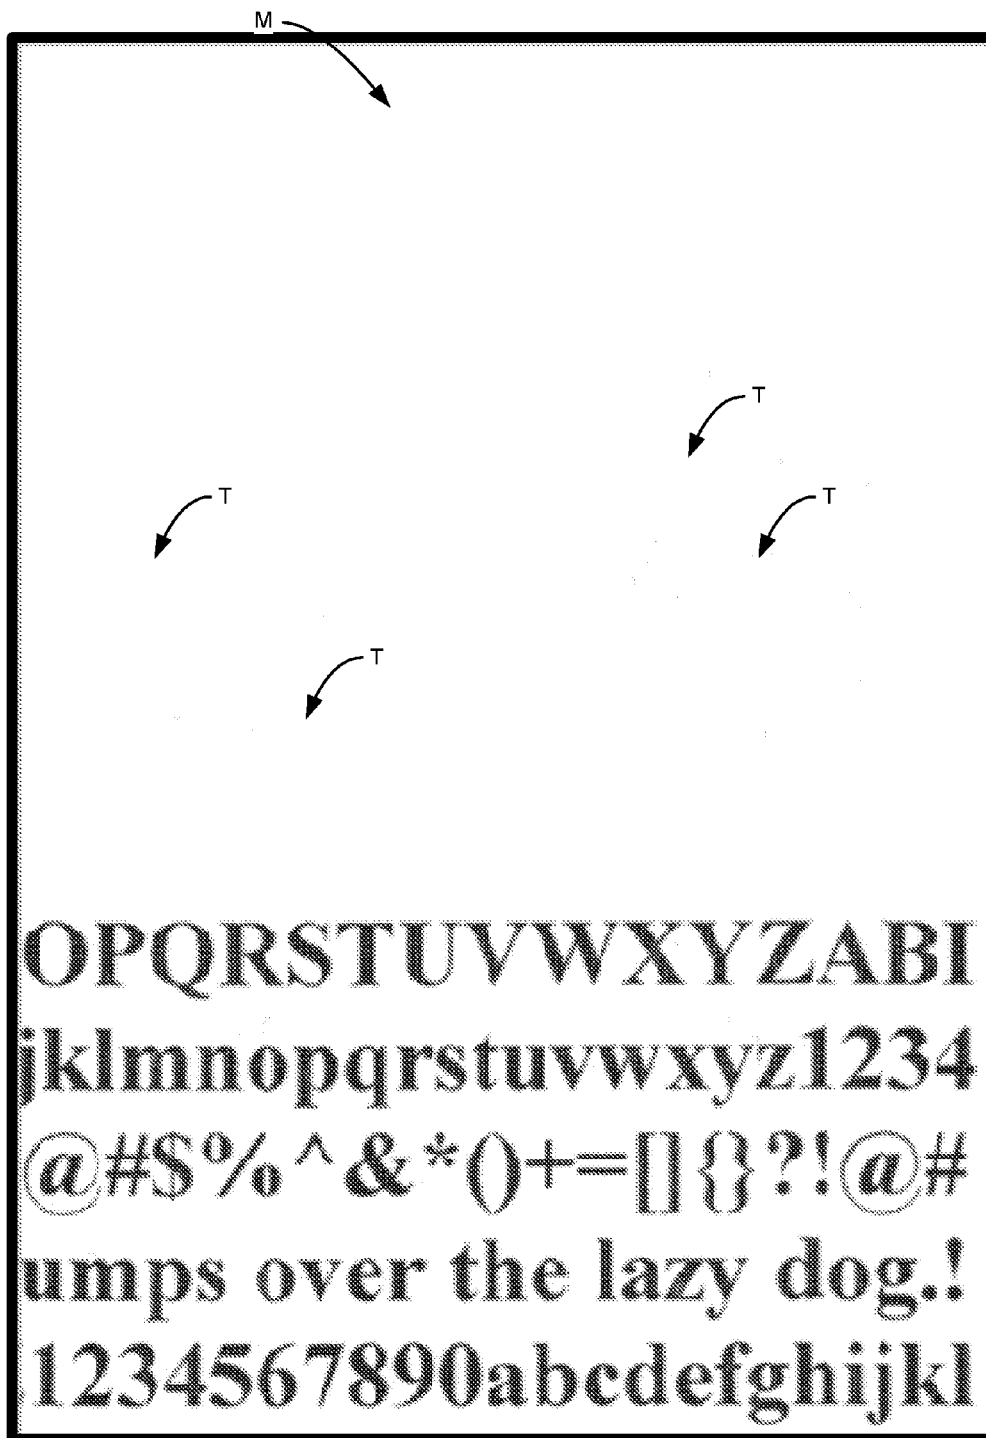 M
T
T
T
T
OPQRSTUVWXYZABI
jklmnopqrstuvwxyz1234
@#$%^&*()+=[]{}?!@#
umps over the lazy dog.!
1234567890abcdefghijkl